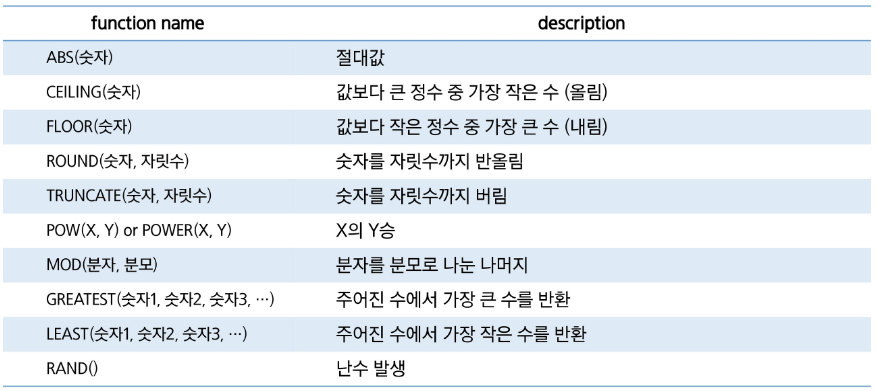 function name description
ABS(숫자) 절대값
CEILING(숫자) 값보다 큰 정수 중 가장 작은 수 (올림)
FLOOR(숫자) 값보다 작은 정수 중 가장 큰 수 (내림)
ROUND(숫자, 자릿수) 숫자를 자릿수까지 반올림
TRUNCATE(숫자, 자릿수) 숫자를 자릿수까지 버림
POW(X, Y) or POWER(X, Y) X의 Y승
MOD(분자, 분모) 분자를 분모로 나눈 나머지
GREATEST(숫자1, 숫자2, 숫자3, …) 주어진 수에서 가장 큰 수를 반환
LEAST(숫자1, 숫자2, 숫자3, …) 주어진 수에서 가장 작은 수를 반환
RAND() 난수 발생